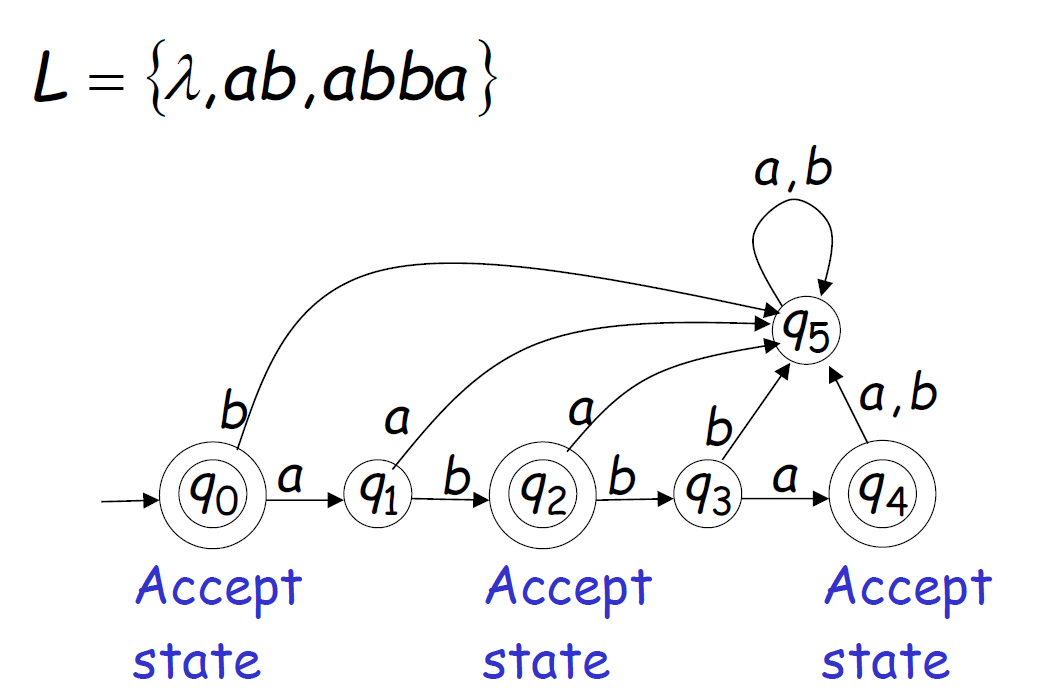 L = {λ,ab,abba}
a,b
q5
b a a b a,b
q0 a q1 b q2 b q3 a q4
Accept Accept Accept
state state state